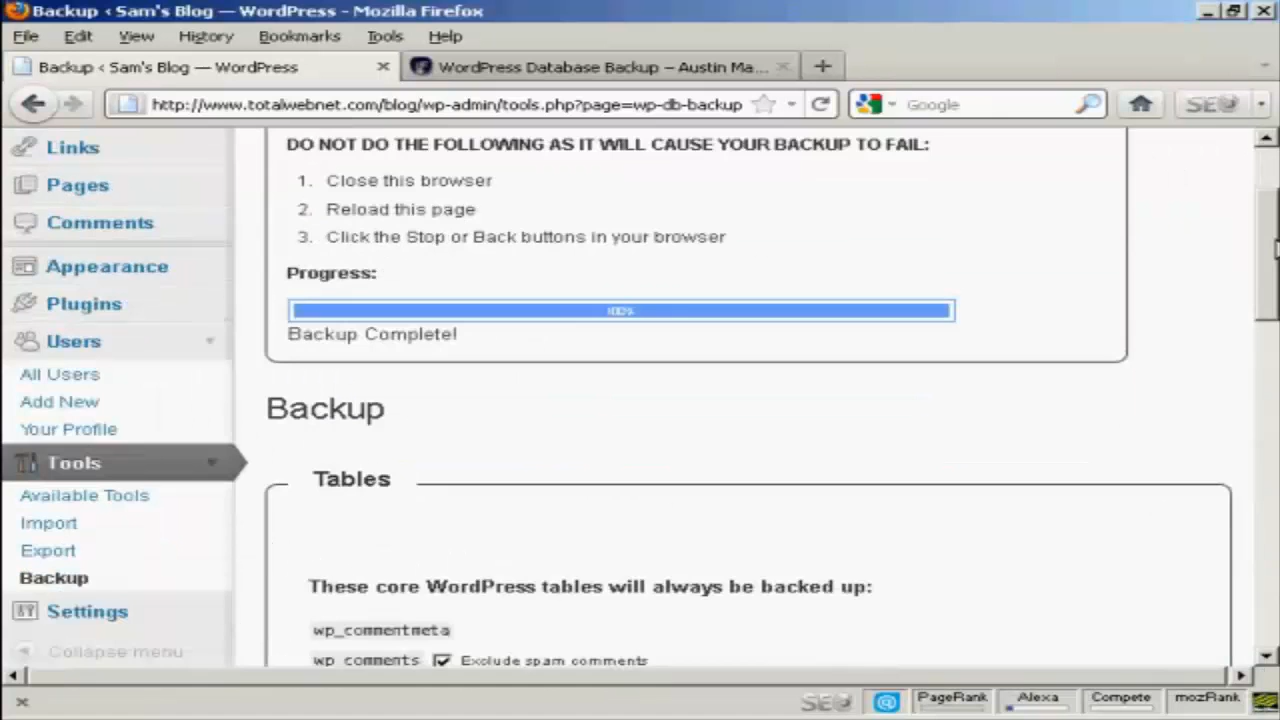 Backup ‹ Sam's Blog — WordPress - Mozilla Firefox
File Edit View History Bookmarks Tools Help
Backup ‹ Sam's Blog — WordPress
WordPress Database Backup – Austin Ma...
http://www.totalwebnet.com/blog/wp-admin/tools.php?page=wp-db-backup
Google
SEO
Links
Pages
Comments
Appearance
Plugins
Users
All Users
Add New
Your Profile
Tools
Available Tools
Import
Export
Backup
Settings
Collapse menu
DO NOT DO THE FOLLOWING AS IT WILL CAUSE YOUR BACKUP TO FAIL:
1. Close this browser
2. Reload this page
3. Click the Stop or Back buttons in your browser
Progress:
100%
Backup Complete!
Backup
Tables
These core WordPress tables will always be backed up:
wp_commentmeta
wp_comments Exclude spam comments
SEO
PageRank
Alexa
Compete
mozRank